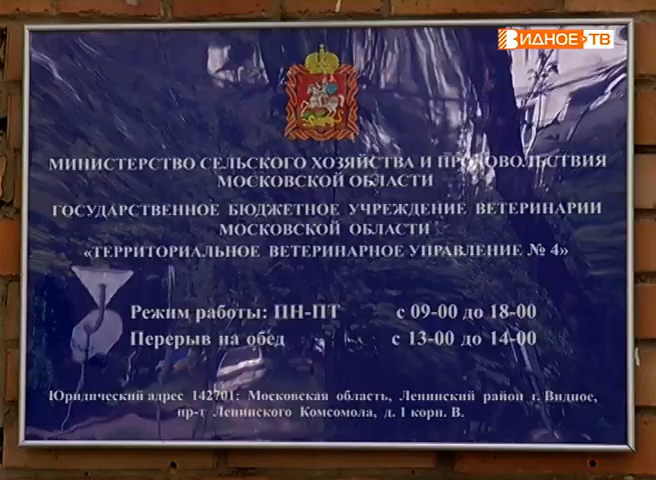 ВИДНОЕ ТВ
МИНИСТЕРСТВО СЕЛЬСКОГО ХОЗЯЙСТВА И ПРОДОВОЛЬСТВИЯ
МОСКОВСКОЙ ОБЛАСТИ
ГОСУДАРСТВЕННОЕ БЮДЖЕТНОЕ УЧРЕЖДЕНИЕ ВЕТЕРИНАРИИ
МОСКОВСКОЙ ОБЛАСТИ
«ТЕРРИТОРИАЛЬНОЕ ВЕТЕРИНАРНОЕ УПРАВЛЕНИЕ № 4»
Режим работы: ПН-ПТ с 09-00 до 18-00
Перерыв на обед с 13-00 до 14-00
Юридический адрес 142701: Московская область, Ленинский район г. Видное,
пр-т Ленинского Комсомола, д. 1 корп. В.